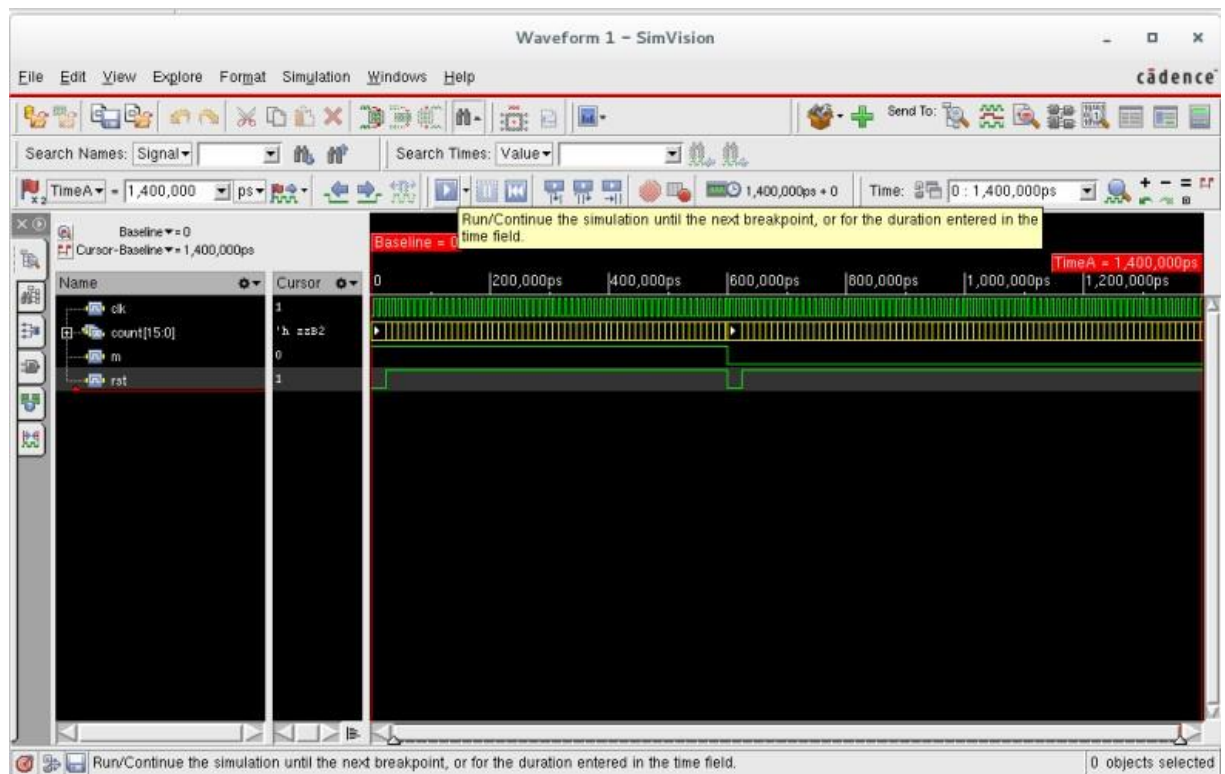 Waveform 1 - SimVision
File Edit View Explore Format Simulation Windows Help cādence
Send To:
Search Names: Signal Search Times: Value
TimeA = 1,400,000 ps 1,400,000ps + 0 Time: 0 : 1,400,000ps
Run/Continue the simulation until the next breakpoint, or for the duration entered in the
time field.
Baseline = 0
Cursor-Baseline = 1,400,000ps
Baseline = 0
TimeA = 1,400,000ps
Name Cursor 0 200,000ps 400,000ps 600,000ps 800,000ps 1,000,000ps 1,200,000ps
clk 1
count[15:0] 'h zzB2
m 0
rst 1
Run/Continue the simulation until the next breakpoint, or for the duration entered in the time field. 0 objects selected